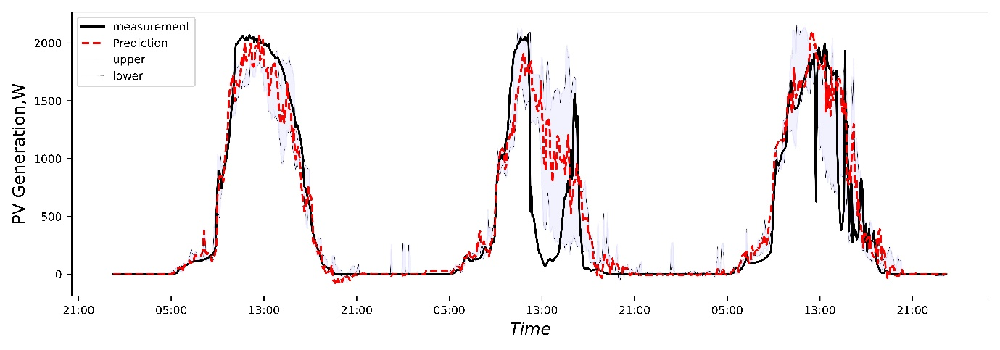 measurement
Prediction
upper
lower
PV Generation,W
2000
1500
1000
500
0
21:00 05:00 13:00 21:00 05:00 13:00 21:00 05:00 13:00 21:00
Time